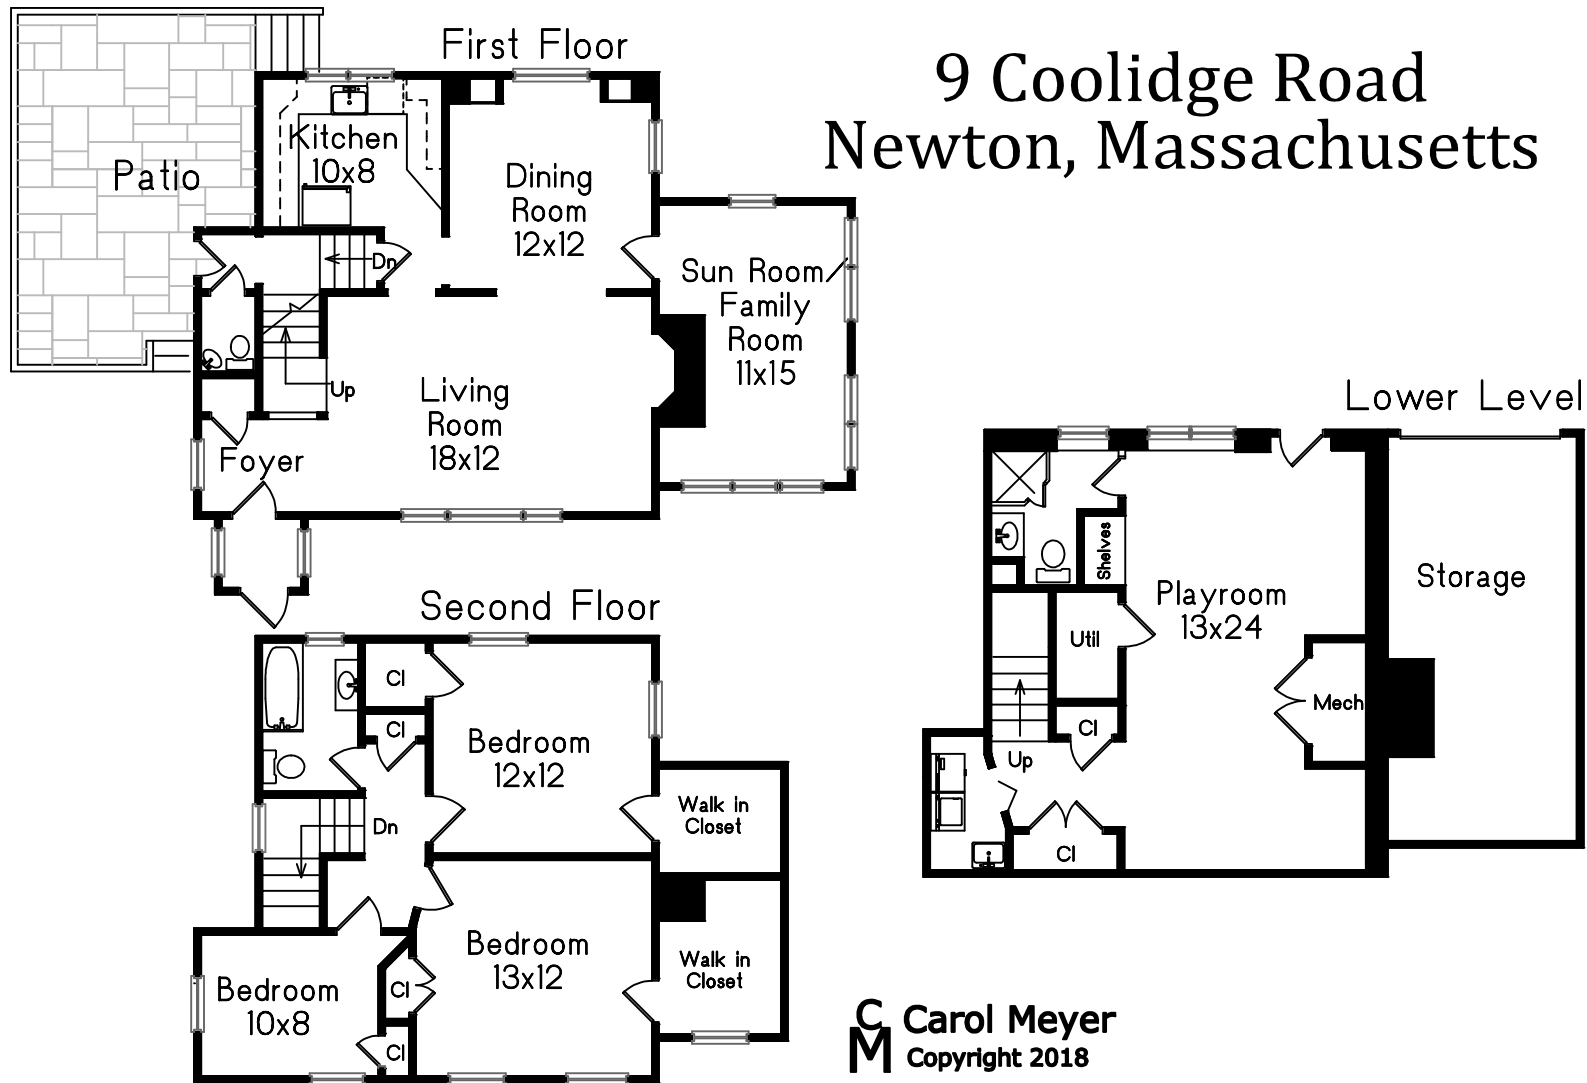 9 Coolidge Road
Newton, Massachusetts
First Floor
Patio
Kitchen
10x8
Dining
Room
12x12
Dn
Sun Room
Family
Room
11x15
Up
Living
Room
18x12
Foyer
Second Floor
Cl
Cl
Bedroom
12x12
Walk in
Closet
Dn
Bedroom
13x12
Walk in
Closet
Bedroom
10x8
Cl
Cl
Lower Level
Shelves
Storage
Playroom
13x24
Util
Mech
Cl
Up
Cl
CM
Carol Meyer
Copyright 2018